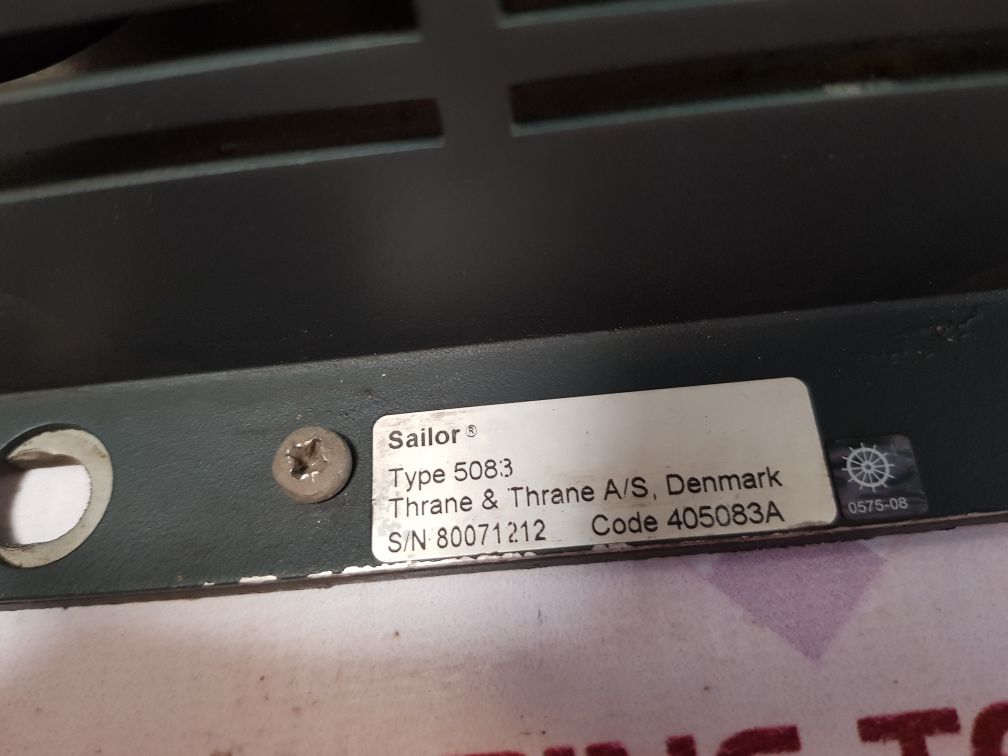 Sailor ®
Type 5083
Thrane & Thrane A/S, Denmark
S/N 80071212 Code 405083A
0575-08